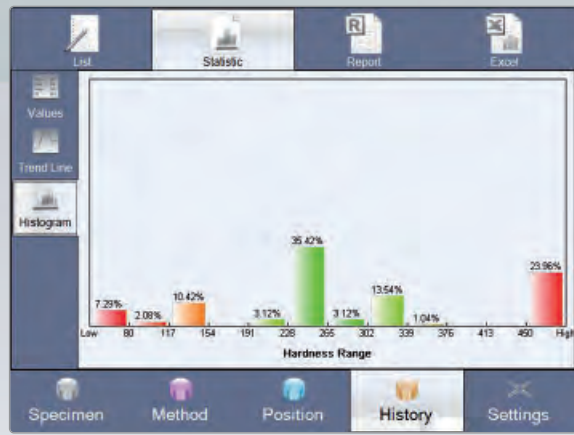 List Statistic Report Excel
Values
Trend Line
Histogram
35.42%
23.96%
13.54%
10.42%
7.29%
2.08%
3.12%
3.12%
1.04%
Low 80 117 154 191 228 265 302 339 376 413 450 High
Hardness Range
Specimen Method Position History Settings